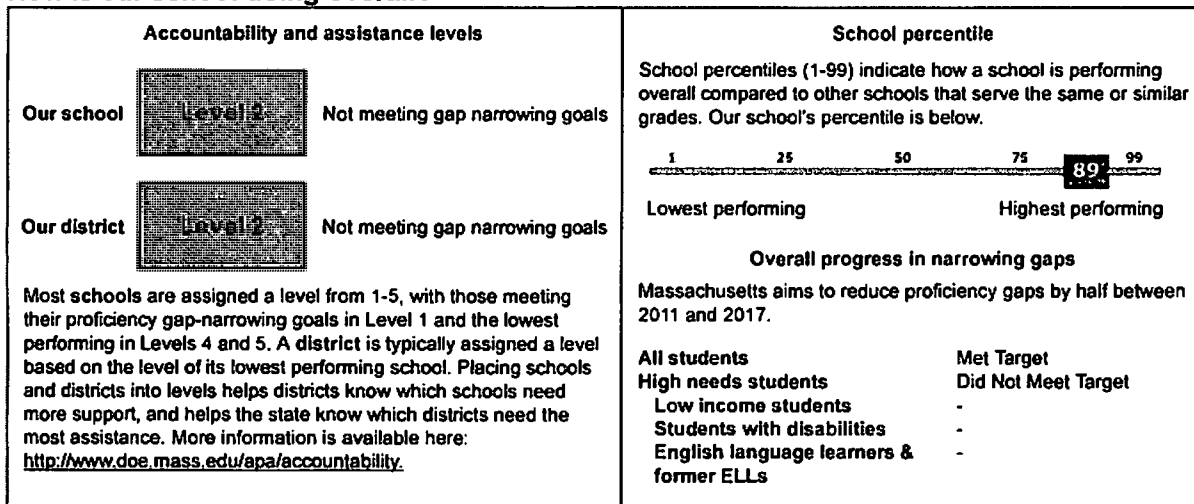 Accountability and assistance levels
Our school Level 2 Not meeting gap narrowing goals
Our district Level 2 Not meeting gap narrowing goals
Most schools are assigned a level from 1-5, with those meeting
their proficiency gap-narrowing goals in Level 1 and the lowest
performing in Levels 4 and 5. A district is typically assigned a level
based on the level of its lowest performing school. Placing schools
and districts into levels helps districts know which schools need
more support, and helps the state know which districts need the
most assistance. More information is available here:
http://www.doe.mass.edu/apa/accountability.
School percentile
School percentiles (1-99) indicate how a school is performing
overall compared to other schools that serve the same or similar
grades. Our school's percentile is below.
1 25 50 75 99
89
Lowest performing Highest performing
Overall progress in narrowing gaps
Massachusetts aims to reduce proficiency gaps by half between
2011 and 2017.
All students Met Target
High needs students Did Not Meet Target
Low income students -
Students with disabilities -
English language learners & -
former ELLs